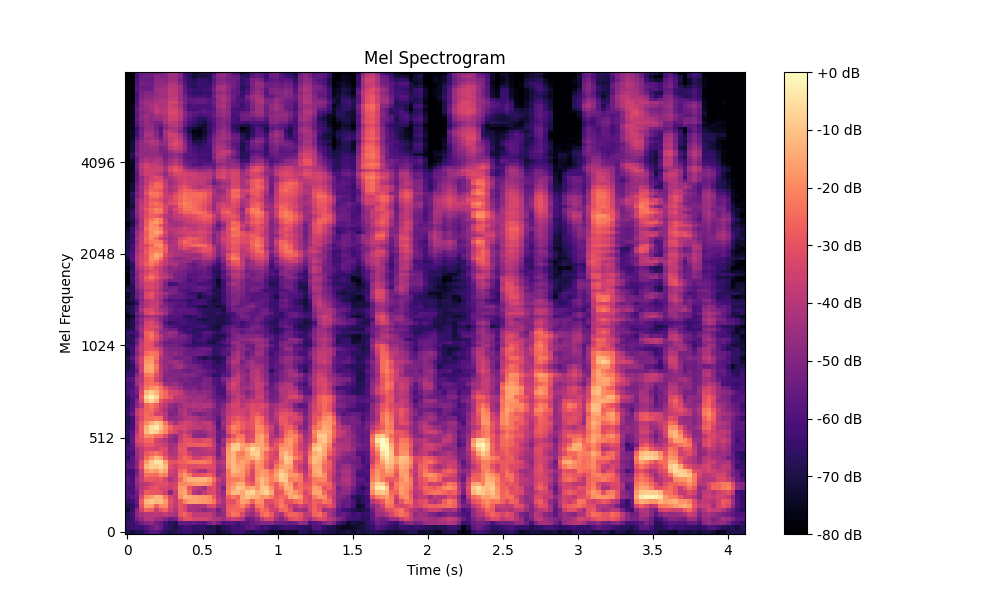 Mel Spectrogram
Mel Frequency
4096
2048
1024
512
0
0 0.5 1 1.5 2 2.5 3 3.5 4
Time (s)
+0 dB
-10 dB
-20 dB
-30 dB
-40 dB
-50 dB
-60 dB
-70 dB
-80 dB